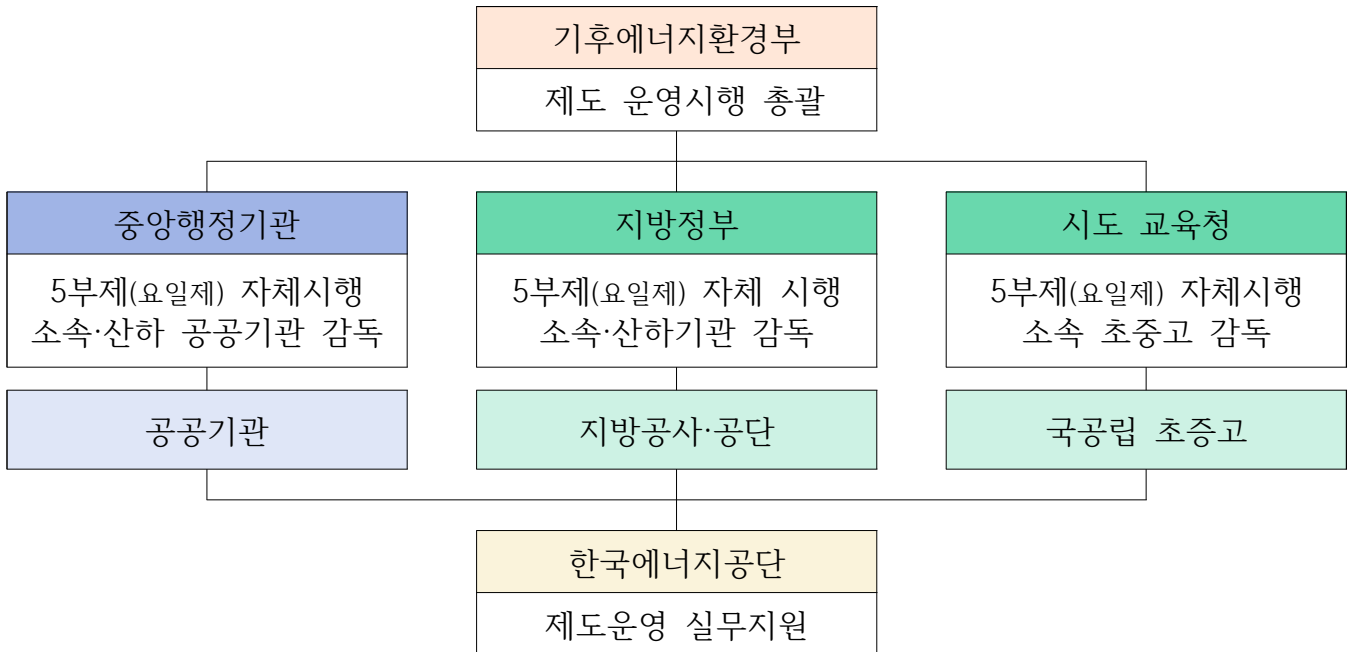 기후에너지환경부
제도 운영시행 총괄
중앙행정기관
5부제(요일제) 자체시행
소속·산하 공공기관 감독
공공기관
지방정부
5부제(요일제) 자체 시행
소속·산하기관 감독
지방공사·공단
시도 교육청
5부제(요일제) 자체시행
소속 초중고 감독
국공립 초증고
한국에너지공단
제도운영 실무지원